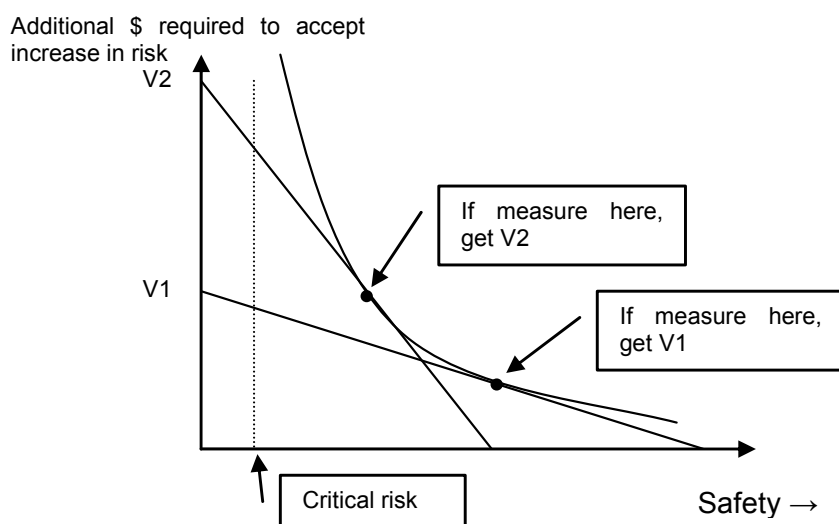 Additional $ required to accept
increase in risk
V2
If measure here,
get V2
V1
If measure here,
get V1
Critical risk
Safety →